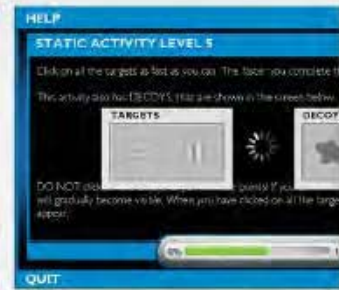 HELP
STATIC ACTIVITY LEVEL 5
Click on all the targets as fast as you can. The faster you complete th
This activity also has DECOYS that are shown in the screen below.
TARGETS
DECOY
DO NOT click
will gradually become visible. When you have clicked on all the targe
appear.
0%
QUIT